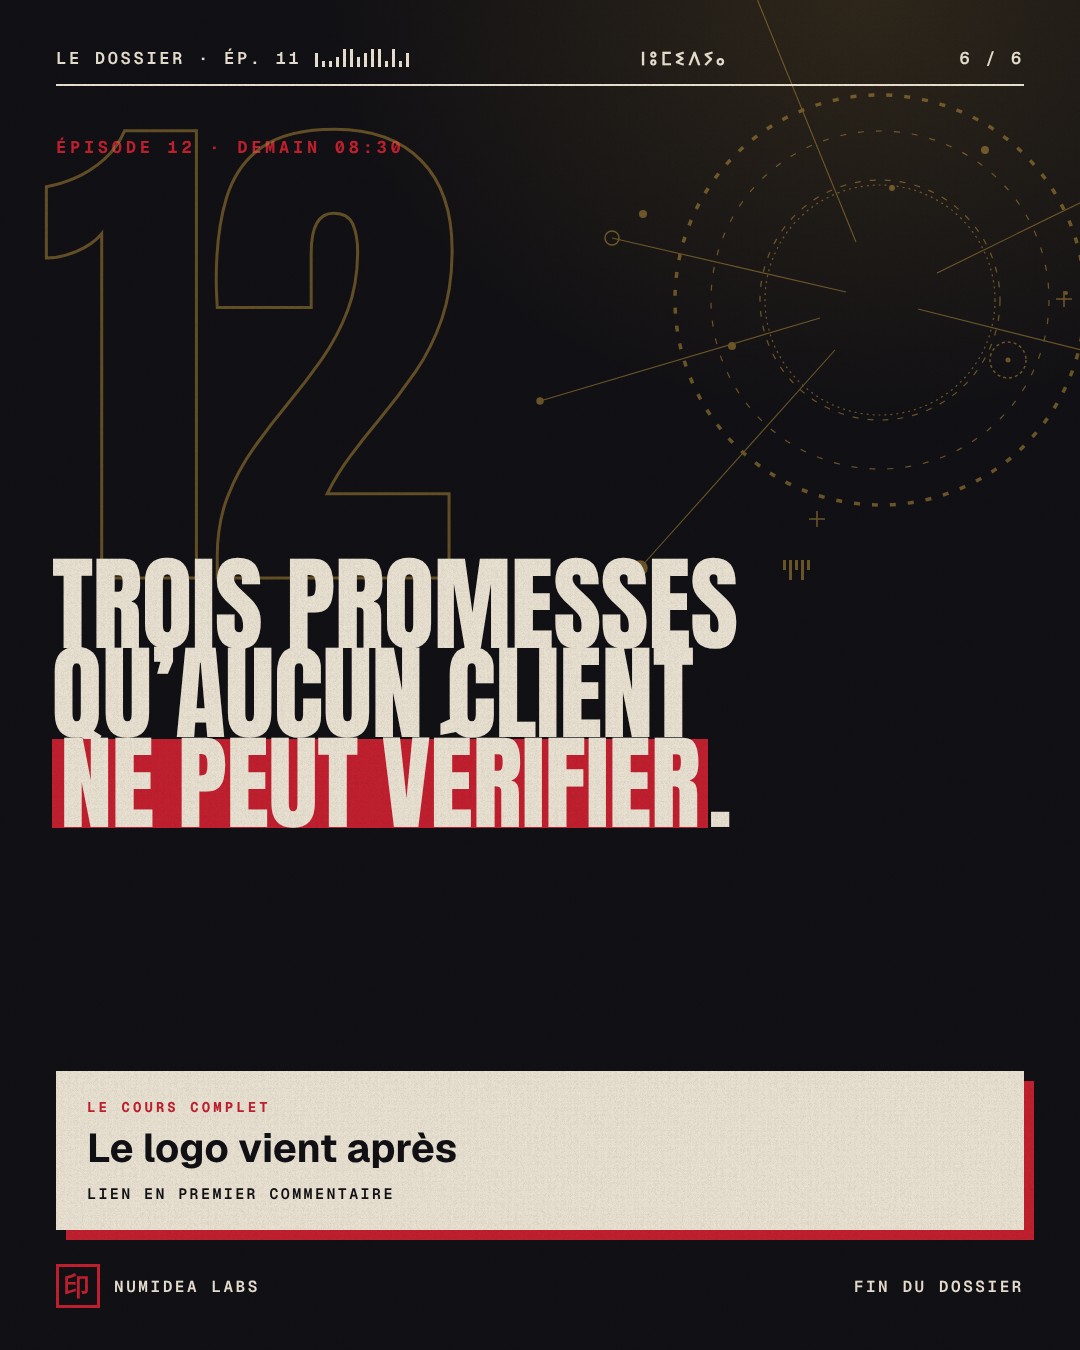 LE DOSSIER · ÉP. 11
ⵏⵓⵎⵉⴷⵢⴰ
6 / 6
ÉPISODE 12 · DEMAIN 08:30
12
TROIS PROMESSES
QU’AUCUN CLIENT
NE PEUT VÉRIFIER.
LE COURS COMPLET
Le logo vient après
LIEN EN PREMIER COMMENTAIRE
印 NUMIDEA LABS
FIN DU DOSSIER